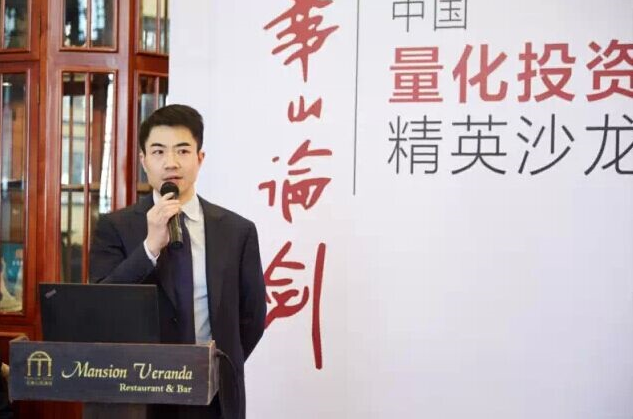 华山论剑
中国
量化投资
精英沙龙
Mansion Veranda
Restaurant & Bar